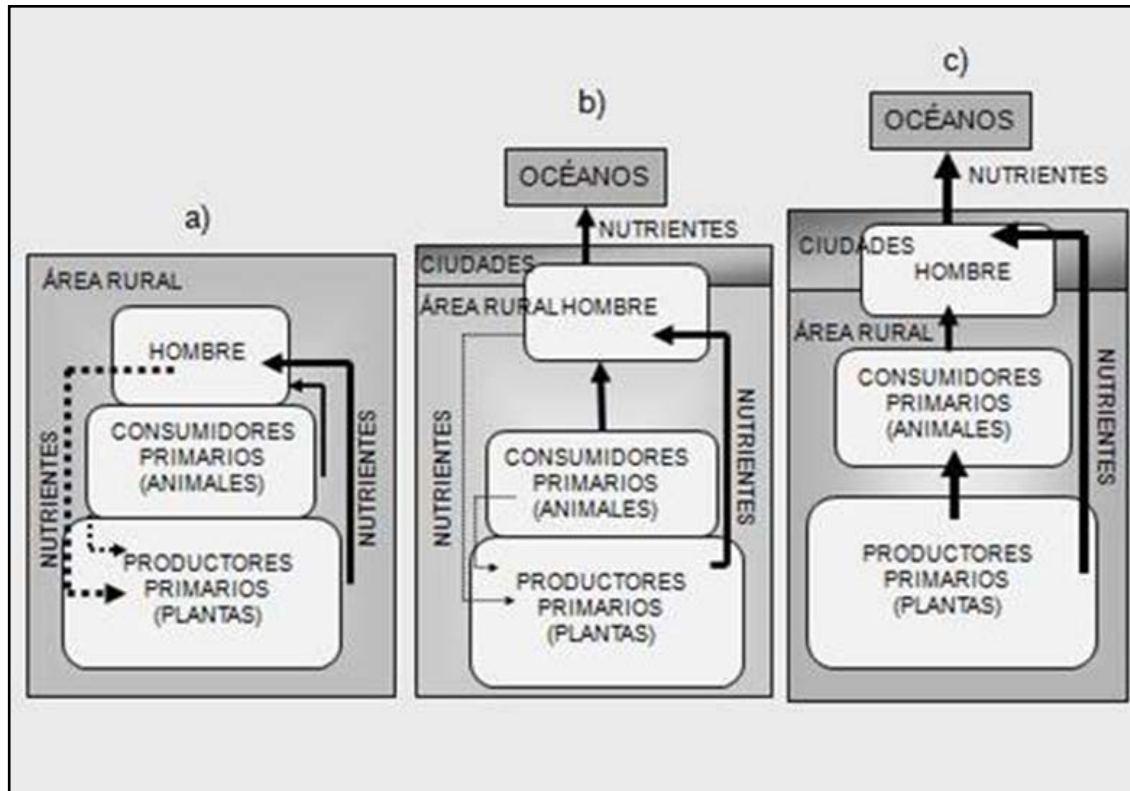 a)
ÁREA RURAL
HOMBRE
CONSUMIDORES
PRIMARIOS
(ANIMALES)
PRODUCTORES
PRIMARIOS
(PLANTAS)
NUTRIENTES
NUTRIENTES
b)
OCÉANOS
NUTRIENTES
CIUDADES
ÁREA RURAL
HOMBRE
CONSUMIDORES
PRIMARIOS
(ANIMALES)
PRODUCTORES
PRIMARIOS
(PLANTAS)
NUTRIENTES
NUTRIENTES
c)
OCÉANOS
NUTRIENTES
CIUDADES
HOMBRE
ÁREA RURAL
CONSUMIDORES
PRIMARIOS
(ANIMALES)
PRODUCTORES
PRIMARIOS
(PLANTAS)
NUTRIENTES